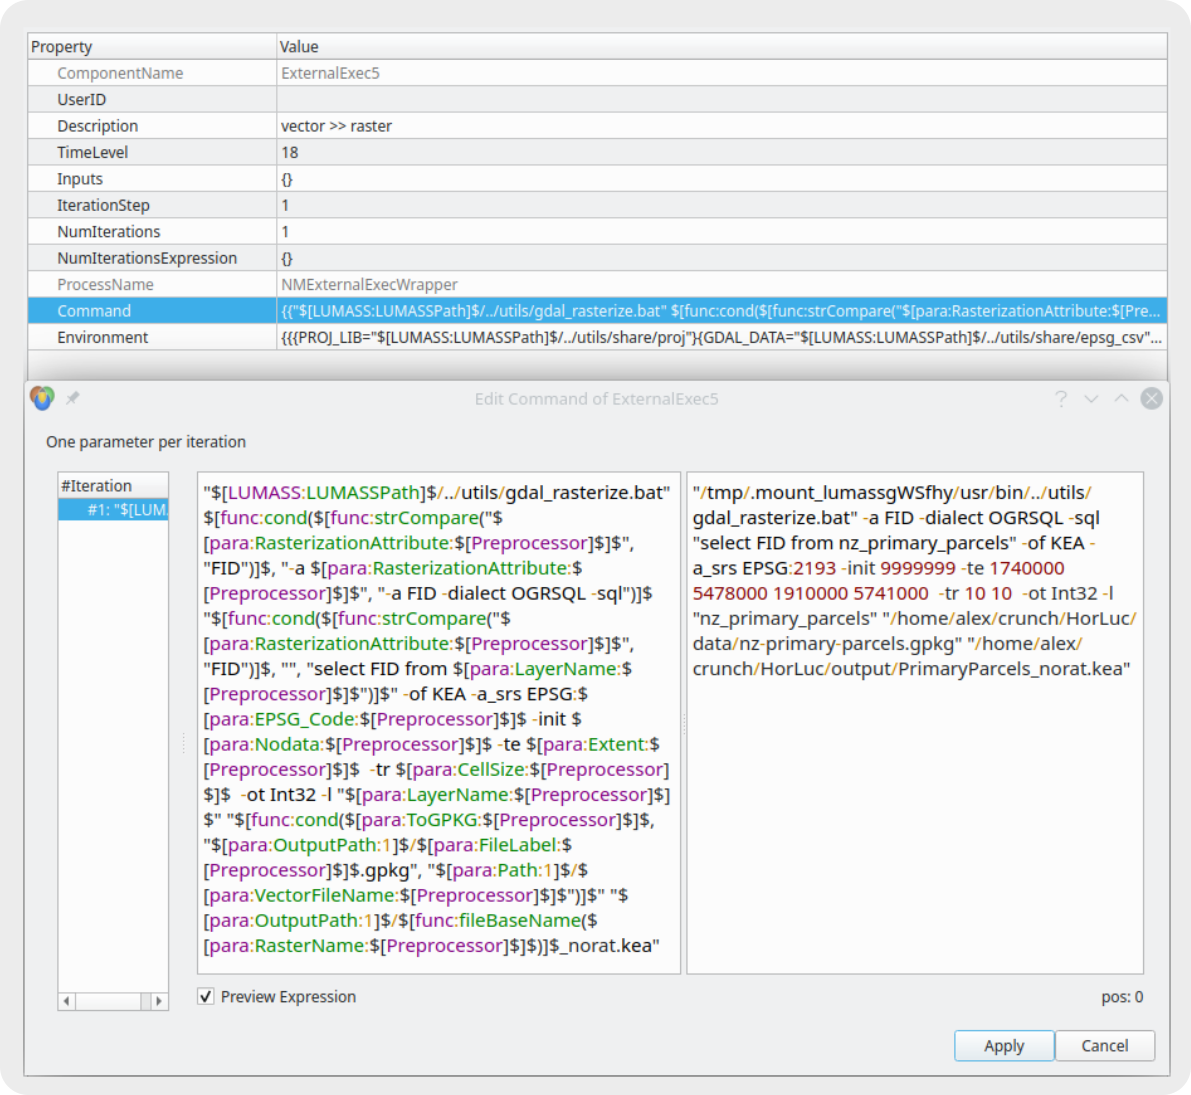 Property Value
ComponentName ExternalExec5
UserID
Description vector >> raster
TimeLevel 18
Inputs {}
IterationStep 1
NumIterations 1
NumIterationsExpression {}
ProcessName NMExternalExecWrapper
Command {{"$[LUMASS:LUMASSPath]$/../utils/gdal_rasterize.bat" $[func:cond($[func:strCompare("$[para:RasterizationAttribute:$[Pre...
Environment {{{PROJ_LIB="$[LUMASS:LUMASSPath]$/../utils/share/proj"}{GDAL_DATA="$[LUMASS:LUMASSPath]$/../utils/share/epsg_csv"...
Edit Command of ExternalExec5
One parameter per iteration
#Iteration
#1: "$[LUM
"$[LUMASS:LUMASSPath]$/../utils/gdal_rasterize.bat"
$[func:cond($[func:strCompare("$
[para:RasterizationAttribute:$[Preprocessor]$]$",
"FID")]$, "-a $[para:RasterizationAttribute:$
[Preprocessor]$]$", "-a FID -dialect OGRSQL -sql")]$
"$[func:cond($[func:strCompare("$
[para:RasterizationAttribute:$[Preprocessor]$]$",
"FID")]$, "", "select FID from $[para:LayerName:$
[Preprocessor]$]$")]$" -of KEA -a_srs EPSG:$
[para:EPSG_Code:$[Preprocessor]$]$ -init $
[para:Nodata:$[Preprocessor]$]$ -te $[para:Extent:$
[Preprocessor]$]$  -tr $[para:CellSize:$[Preprocessor]
$]$  -ot Int32 -l "$[para:LayerName:$[Preprocessor]$]
$" "$[func:cond($[para:ToGPKG:$[Preprocessor]$]$,
"$[para:OutputPath:1]$/$[para:FileLabel:$
[Preprocessor]$]$.gpkg", "$[para:Path:1]$/$
[para:VectorFileName:$[Preprocessor]$]$")]$" "$
[para:OutputPath:1]$/$[func:fileBaseName($
[para:RasterName:$[Preprocessor]$]$)]$_norat.kea"
"/tmp/.mount_lumassgWSfhy/usr/bin/../utils/
gdal_rasterize.bat" -a FID -dialect OGRSQL -sql
"select FID from nz_primary_parcels" -of KEA -
a_srs EPSG:2193 -init 9999999 -te 1740000
5478000 1910000 5741000  -tr 10 10  -ot Int32 -l
"nz_primary_parcels" "/home/alex/crunch/HorLuc/
data/nz-primary-parcels.gpkg" "/home/alex/
crunch/HorLuc/output/PrimaryParcels_norat.kea"
Preview Expression
pos: 0
Apply
Cancel